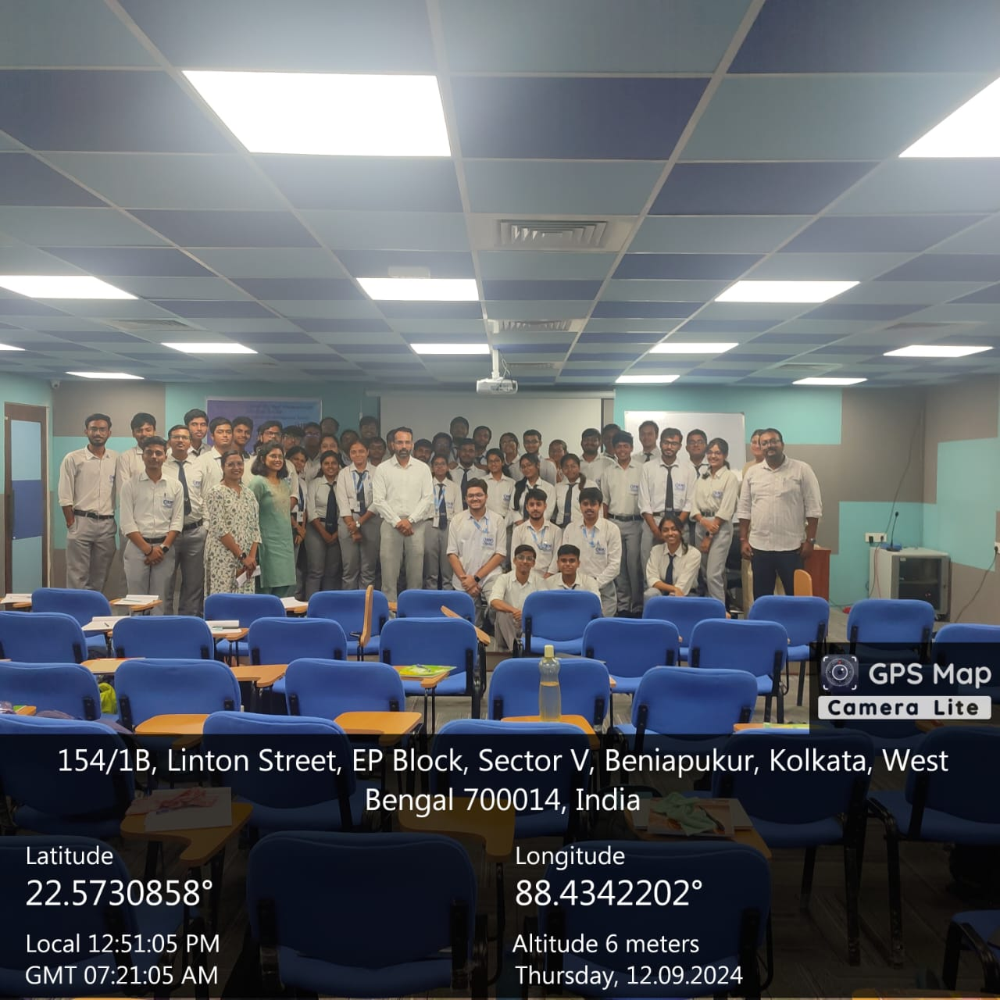 GPS Map
Camera Lite
154/1B, Linton Street, EP Block, Sector V, Beniapukur, Kolkata, West
Bengal 700014, India
Latitude
22.5730858°
Longitude
88.4342202°
Local 12:51:05 PM
GMT 07:21:05 AM
Altitude 6 meters
Thursday, 12.09.2024